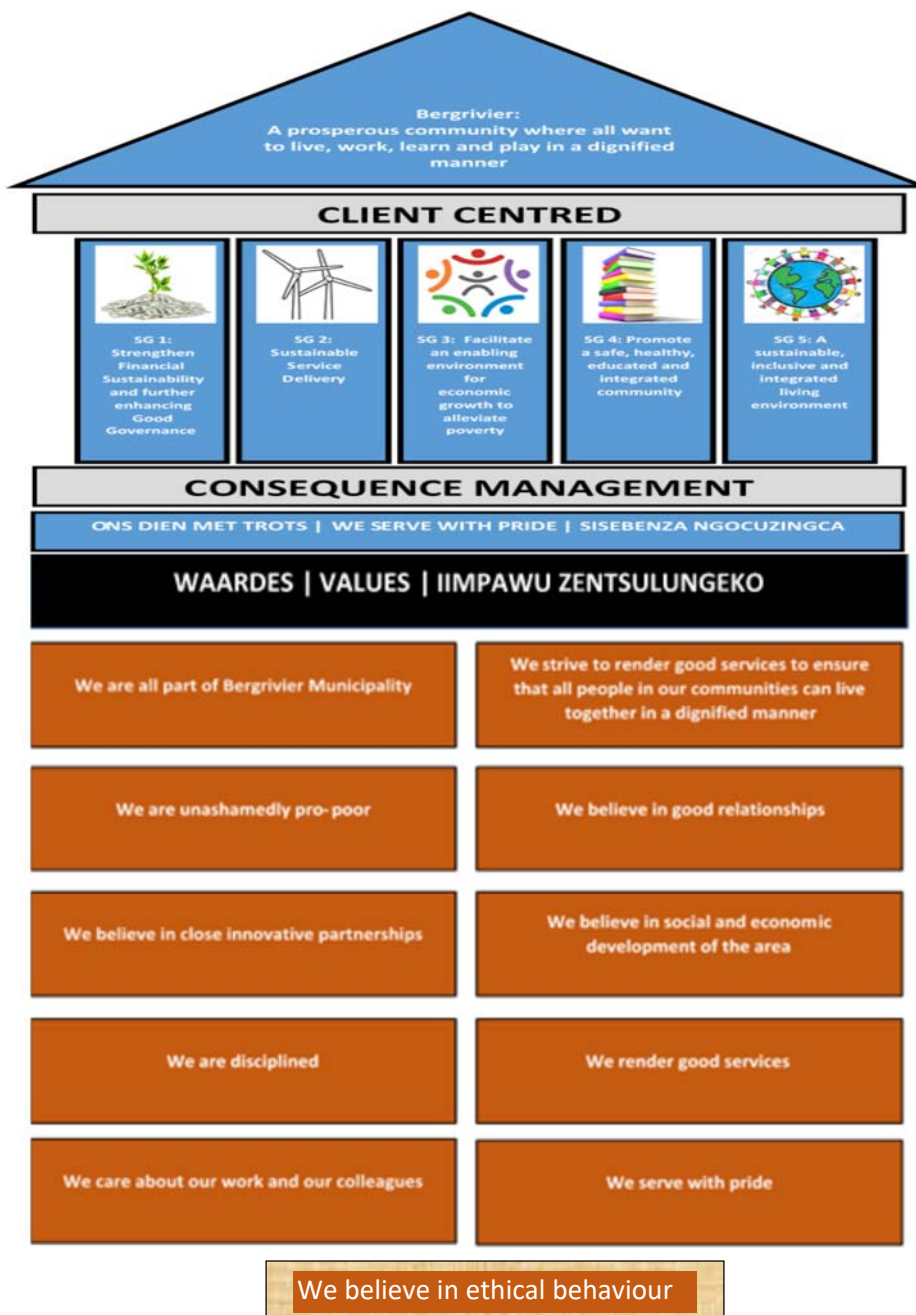 Bergrivier:
A prosperous community where all want
to live, work, learn and play in a dignified
manner
CLIENT CENTRED
SG 1:
Strengthen
Financial
Sustainability
and further
enhancing
Good
Governance
SG 2:
Sustainable
Service
Delivery
SG 3: Facilitate
an enabling
environment
for
economic
growth to
alleviate
poverty
SG 4: Promote
a safe, healthy,
educated and
integrated
community
SG 5: A
sustainable,
inclusive and
integrated
living
environment
CONSEQUENCE MANAGEMENT
ONS DIEN MET TROTS | WE SERVE WITH PRIDE | SISEBENZA NGOCUZINGCA
WAARDES | VALUES | IIMPAWU ZENTSULUNGEKO
We are all part of Bergrivier Municipality
We strive to render good services to ensure
that all people in our communities can live
together in a dignified manner
We are unashamedly pro- poor
We believe in good relationships
We believe in close innovative partnerships
We believe in social and economic
development of the area
We are disciplined
We render good services
We care about our work and our colleagues
We serve with pride
We believe in ethical behaviour